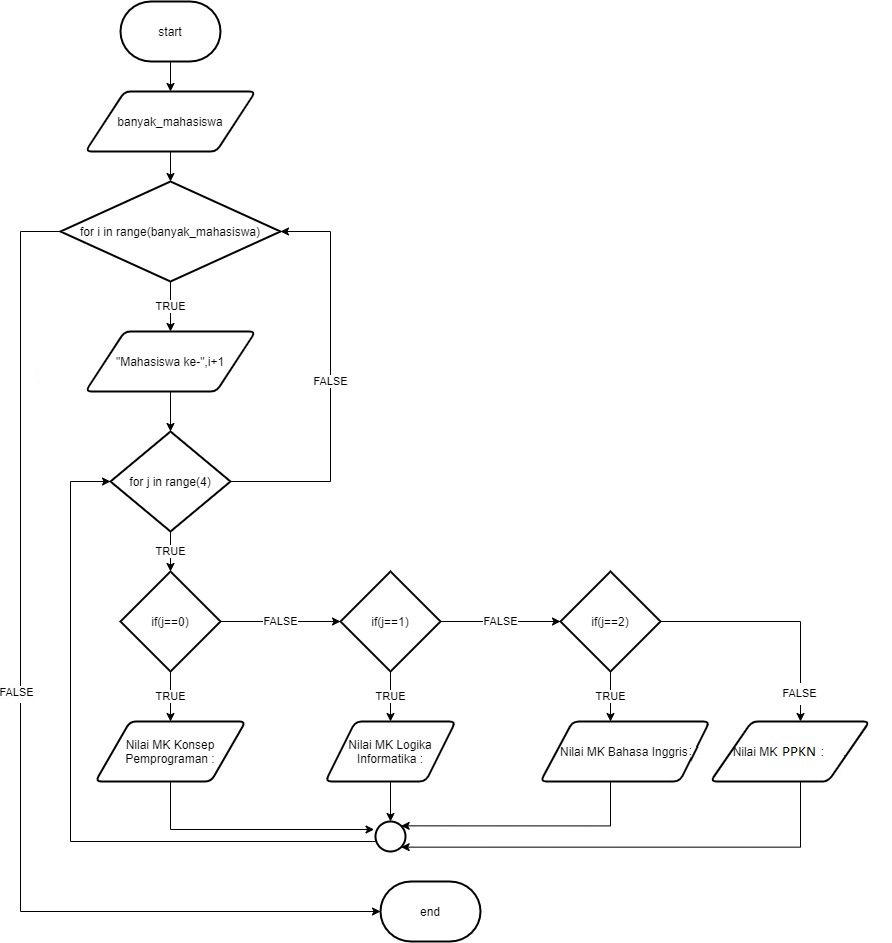 start
banyak_mahasiswa
for i in range(banyak_mahasiswa)
TRUE
"Mahasiswa ke-",i+1
FALSE
for j in range(4)
TRUE
if(j==0)
FALSE
if(j==1)
FALSE
if(j==2)
FALSE
TRUE
TRUE
TRUE
FALSE
Nilai MK Konsep
Pemprograman :
Nilai MK Logika
Informatika :
Nilai MK Bahasa Inggris:
Nilai MK PPKN :
end